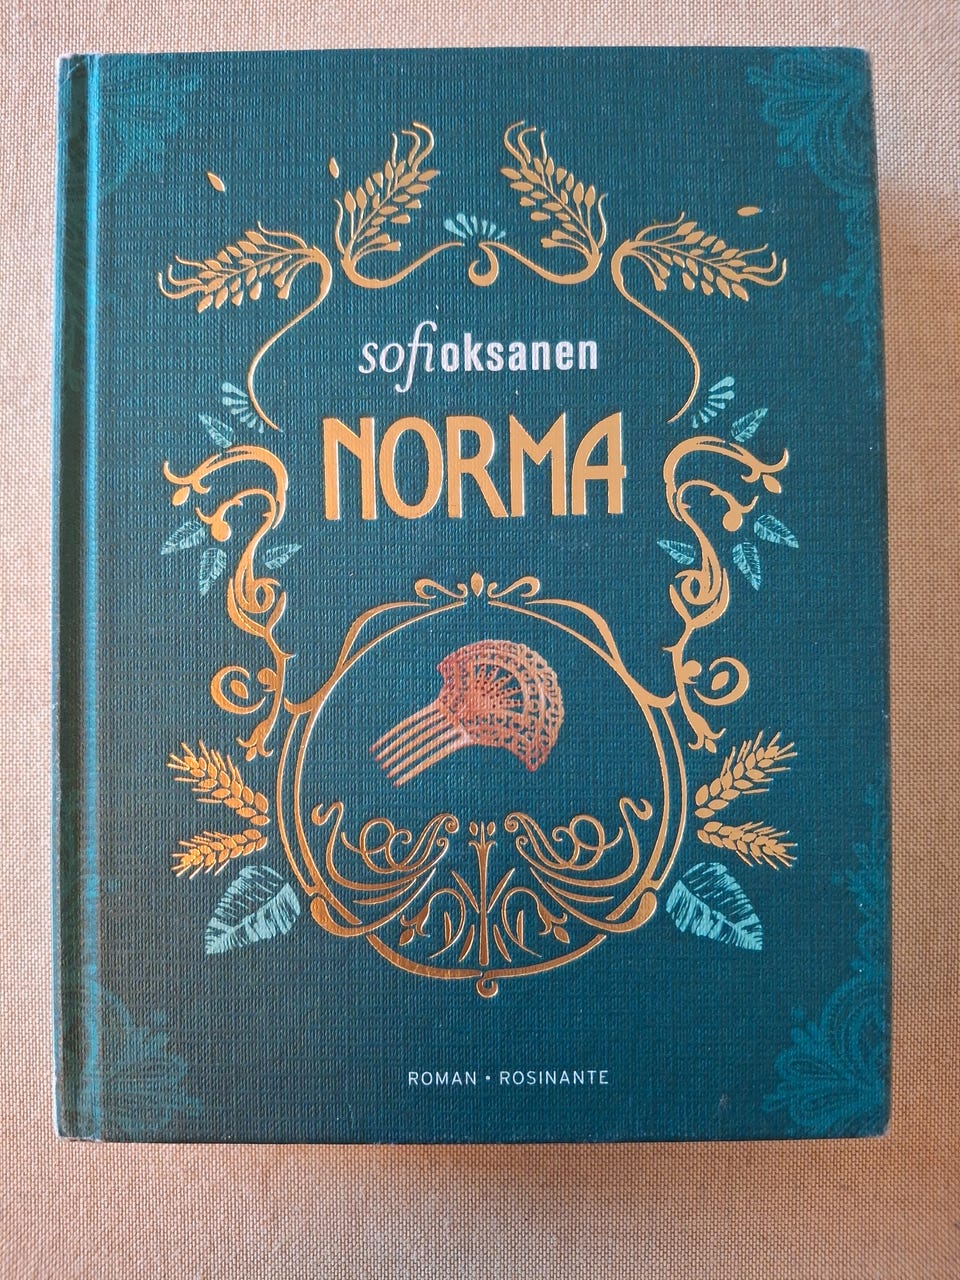 sofioksanen
NORMA
ROMAN • ROSINANTE